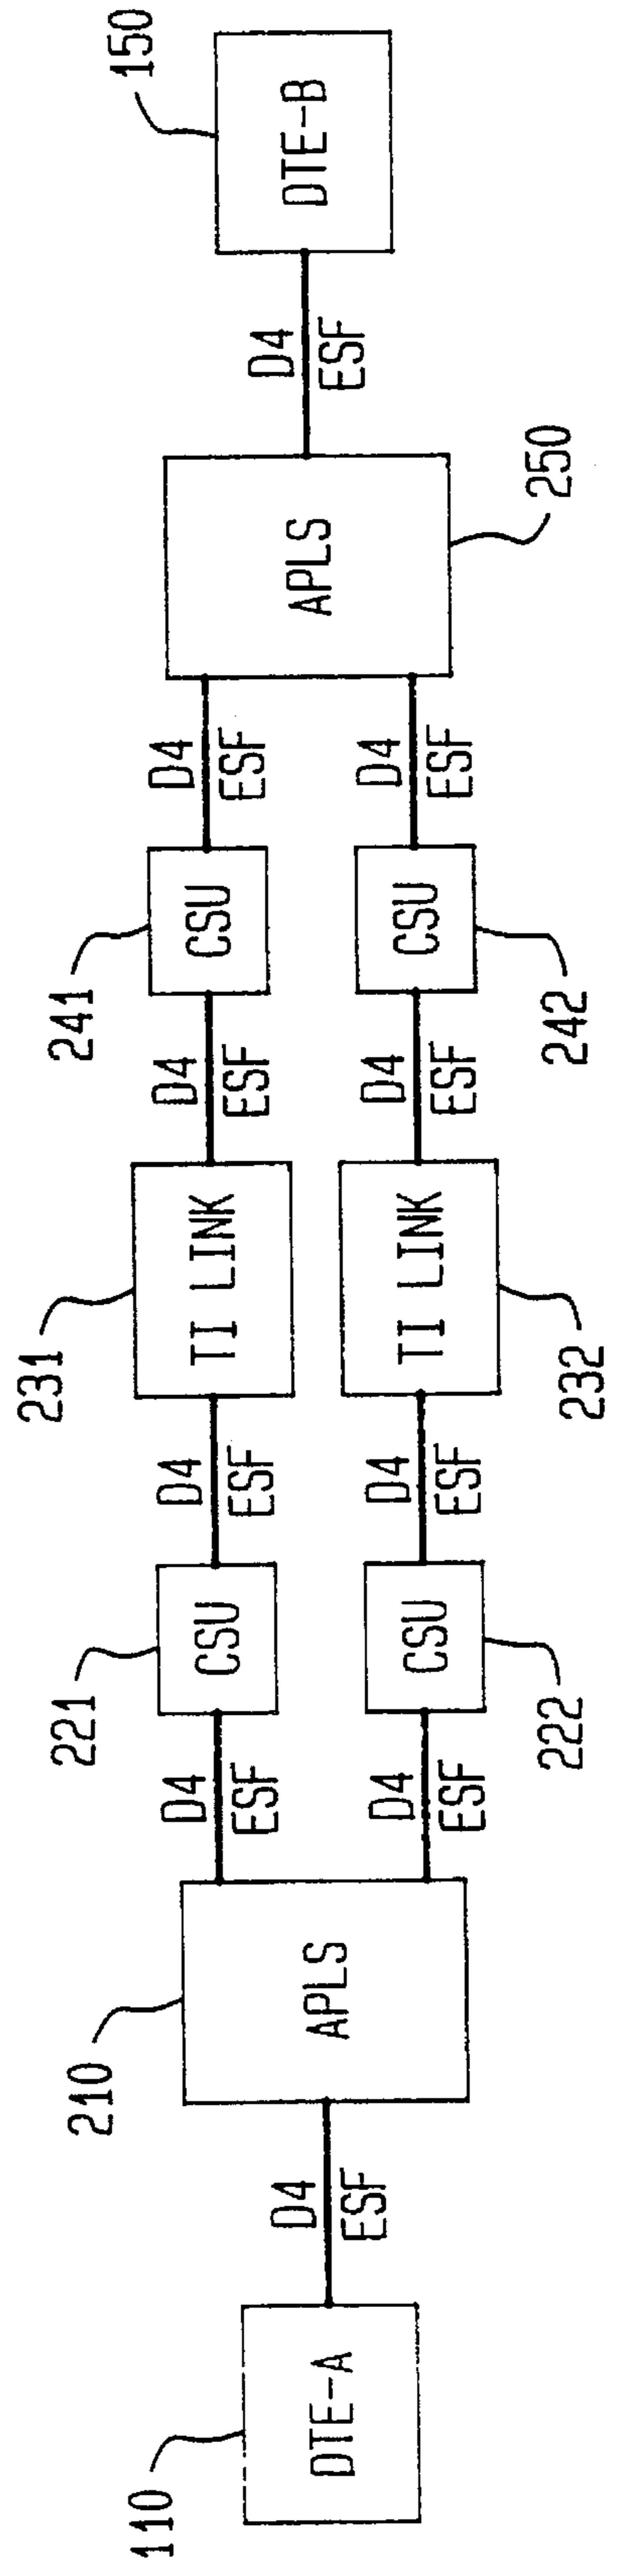 110
DTE-A
D4
ESF
210
APLS
D4
ESF
221
CSU
D4
ESF
231
TI LINK
D4
ESF
241
CSU
D4
ESF
D4
ESF
CSU
222
D4
ESF
TI LINK
232
D4
ESF
CSU
242
D4
ESF
APLS
250
D4
ESF
150
DTE-B